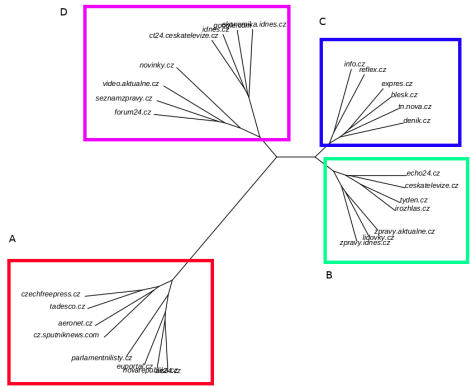 D
google.com
ekonomika.idnes.cz
idnes.cz
ct24.ceskatelevize.cz
novinky.cz
video.aktualne.cz
seznamzpravy.cz
forum24.cz
C
info.cz
reflex.cz
expres.cz
blesk.cz
tn.nova.cz
denik.cz
echo24.cz
ceskatelevize.cz
tyden.cz
irozhlas.cz
zpravy.aktualne.cz
lidovky.cz
zpravy.idnes.cz
B
A
czechfreepress.cz
tadesco.cz
aeronet.cz
cz.sputniknews.com
parlamentnilisty.cz
euportal.cz